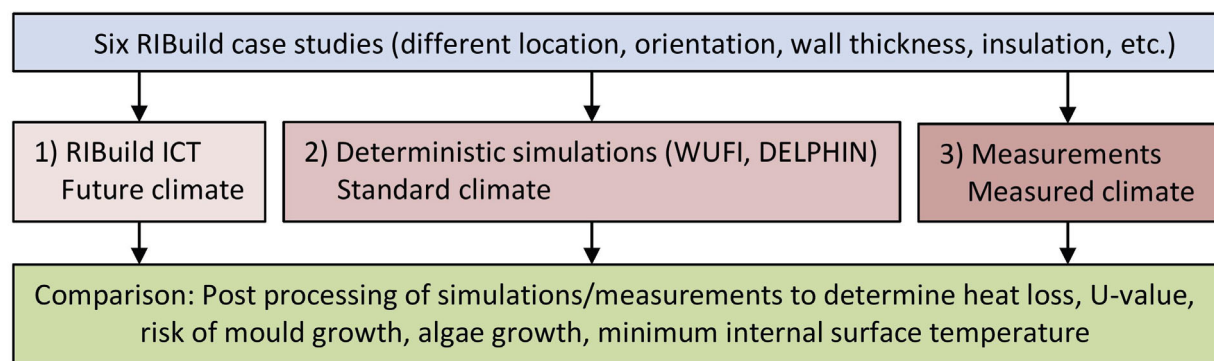 Six RIBuild case studies (different location, orientation, wall thickness, insulation, etc.)
1) RIBuild ICT
Future climate
2) Deterministic simulations (WUFI, DELPHIN)
Standard climate
3) Measurements
Measured climate
Comparison: Post processing of simulations/measurements to determine heat loss, U-value,
risk of mould growth, algae growth, minimum internal surface temperature